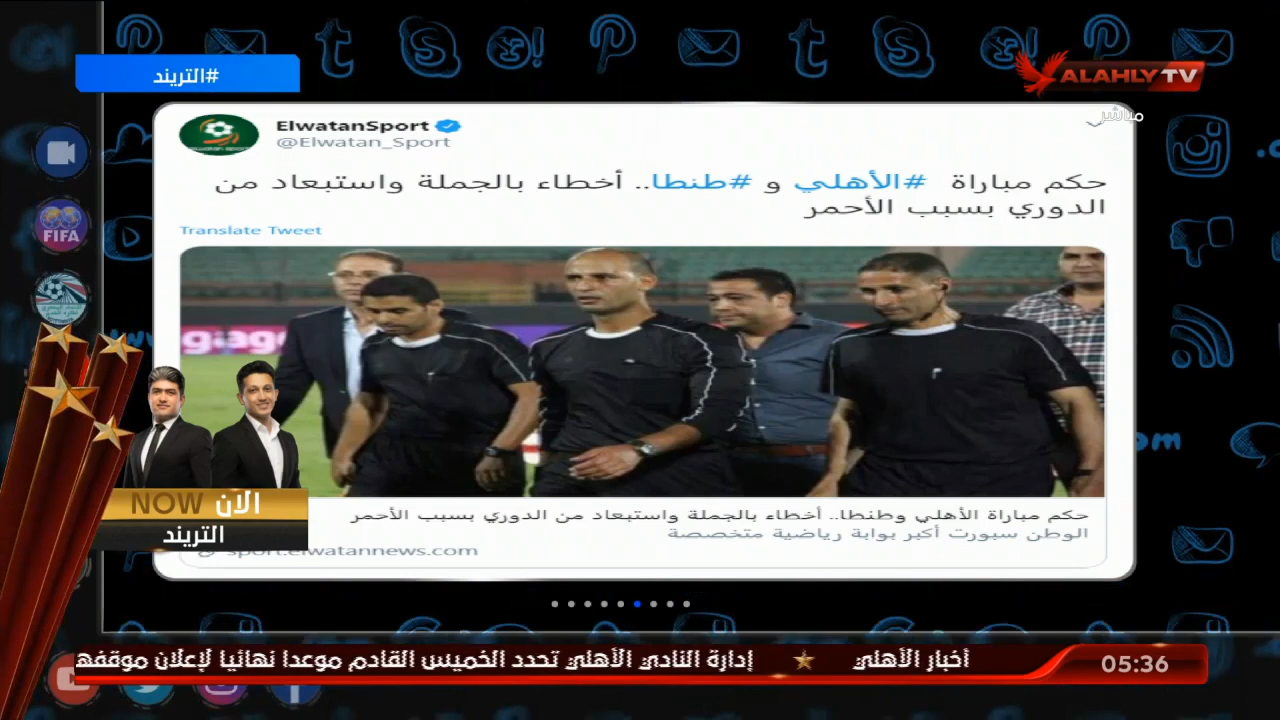 #التريند
ALAHLY TV
مباشر
ElwatanSport
@Elwatan_Sport
حكم مباراة #الأهلي و #طنطا.. أخطاء بالجملة واستبعاد من
الدوري بسبب الأحمر
Translate Tweet
FIFA
حكم مباراة الأهلي وطنطا.. أخطاء بالجملة واستبعاد من الدوري بسبب الأحمر
الوطن سبورت أكبر بوابة رياضية متخصصة
sport.elwatannews.com
NOW الآن
التريند
أخبار الأهلي
إدارة النادي الأهلي تحدد الخميس القادم موعدا نهائيا لإعلان موقفه
05:36